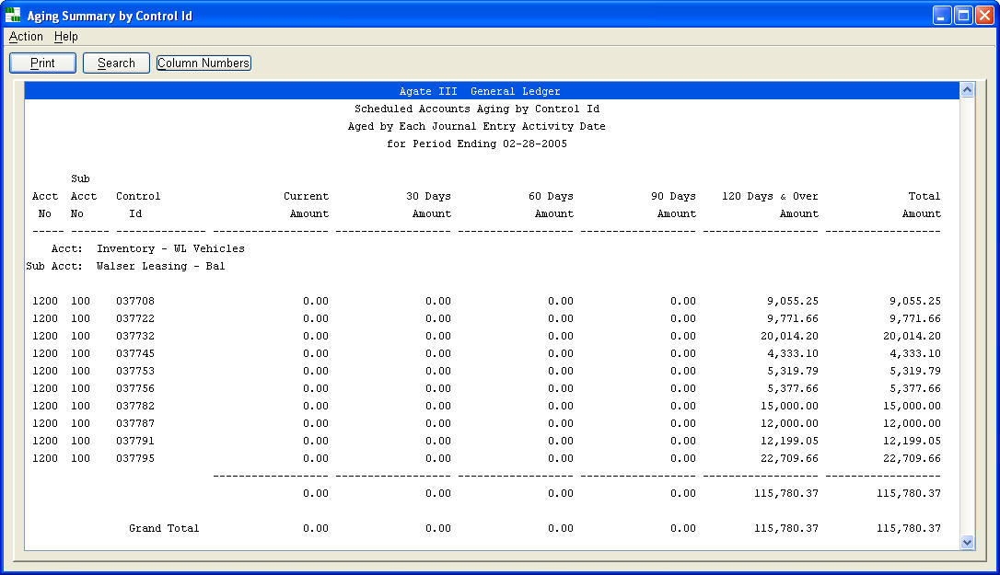 Aging Summary by Control Id
Action Help
Print Search Column Numbers
Agate III General Ledger
Scheduled Accounts Aging by Control Id
Aged by Each Journal Entry Activity Date
for Period Ending 02-28-2005
Sub
Acct Acct Control Current 30 Days 60 Days 90 Days 120 Days & Over Total
No No Id Amount Amount Amount Amount Amount Amount
----- ------ -------------- ------------------ ------------------ ------------------ ------------------ ------------------ ------------------
Acct: Inventory - WL Vehicles
Sub Acct: Walser Leasing - Bal
1200 100 037708 0.00 0.00 0.00 0.00 9,055.25 9,055.25
1200 100 037722 0.00 0.00 0.00 0.00 9,771.66 9,771.66
1200 100 037732 0.00 0.00 0.00 0.00 20,014.20 20,014.20
1200 100 037745 0.00 0.00 0.00 0.00 4,333.10 4,333.10
1200 100 037753 0.00 0.00 0.00 0.00 5,319.79 5,319.79
1200 100 037756 0.00 0.00 0.00 0.00 5,377.66 5,377.66
1200 100 037782 0.00 0.00 0.00 0.00 15,000.00 15,000.00
1200 100 037787 0.00 0.00 0.00 0.00 12,000.00 12,000.00
1200 100 037791 0.00 0.00 0.00 0.00 12,199.05 12,199.05
1200 100 037795 0.00 0.00 0.00 0.00 22,709.66 22,709.66
------------------ ------------------ ------------------ ------------------ ------------------ ------------------
0.00 0.00 0.00 0.00 115,780.37 115,780.37
Grand Total 0.00 0.00 0.00 0.00 115,780.37 115,780.37